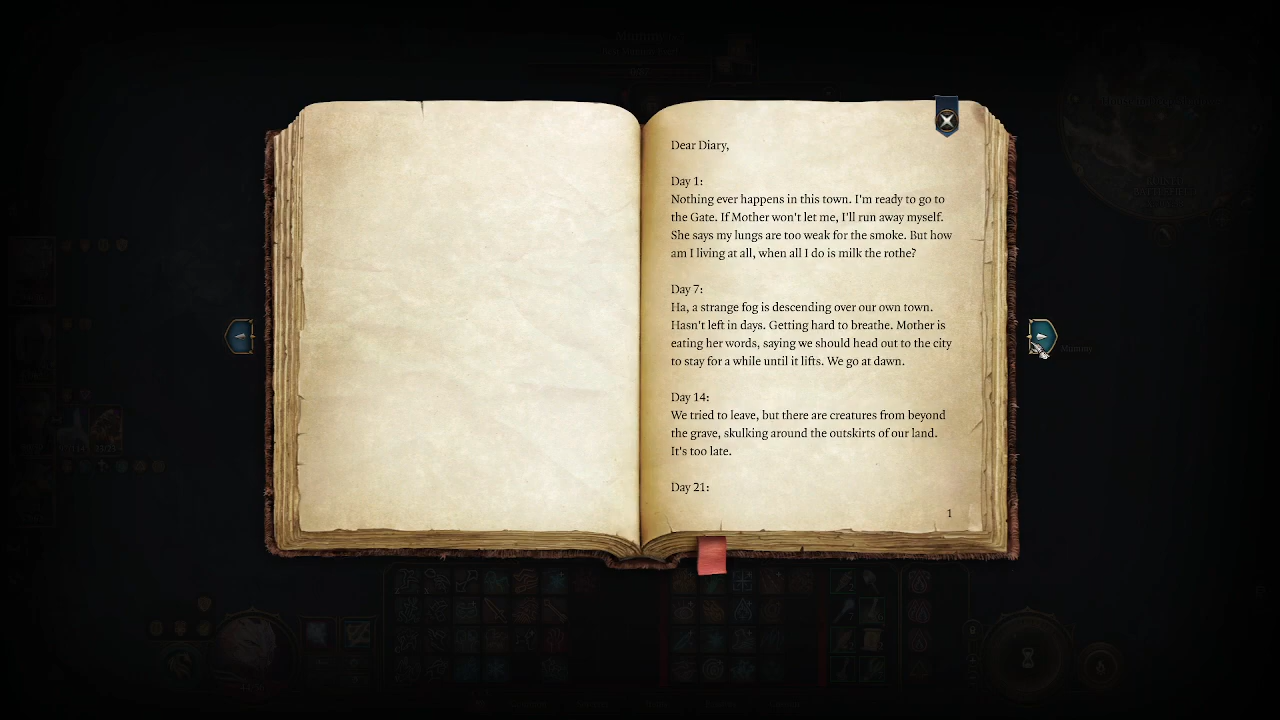 Dear Diary,
Day 1:
Nothing ever happens in this town. I'm ready to go to
the Gate. If Mother won't let me, I'll run away myself.
She says my lungs are too weak for the smoke. But how
am I living at all, when all I do is milk the rothe?
Day 7:
Ha, a strange fog is descending over our own town.
Hasn't left in days. Getting hard to breathe. Mother is
eating her words, saying we should head out to the city
to stay for a while until it lifts. We go at dawn.
Day 14:
We tried to leave, but there are creatures from beyond
the grave, skulking around the outskirts of our land.
It's too late.
Day 21:
1